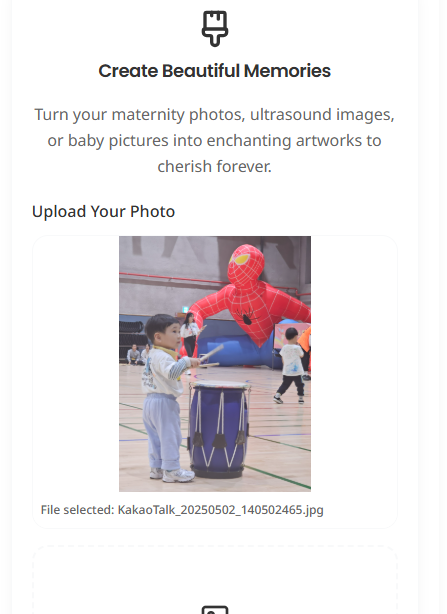 Create Beautiful Memories
Turn your maternity photos, ultrasound images,
or baby pictures into enchanting artworks to
cherish forever.
Upload Your Photo
File selected: KakaoTalk_20250502_140502465.jpg